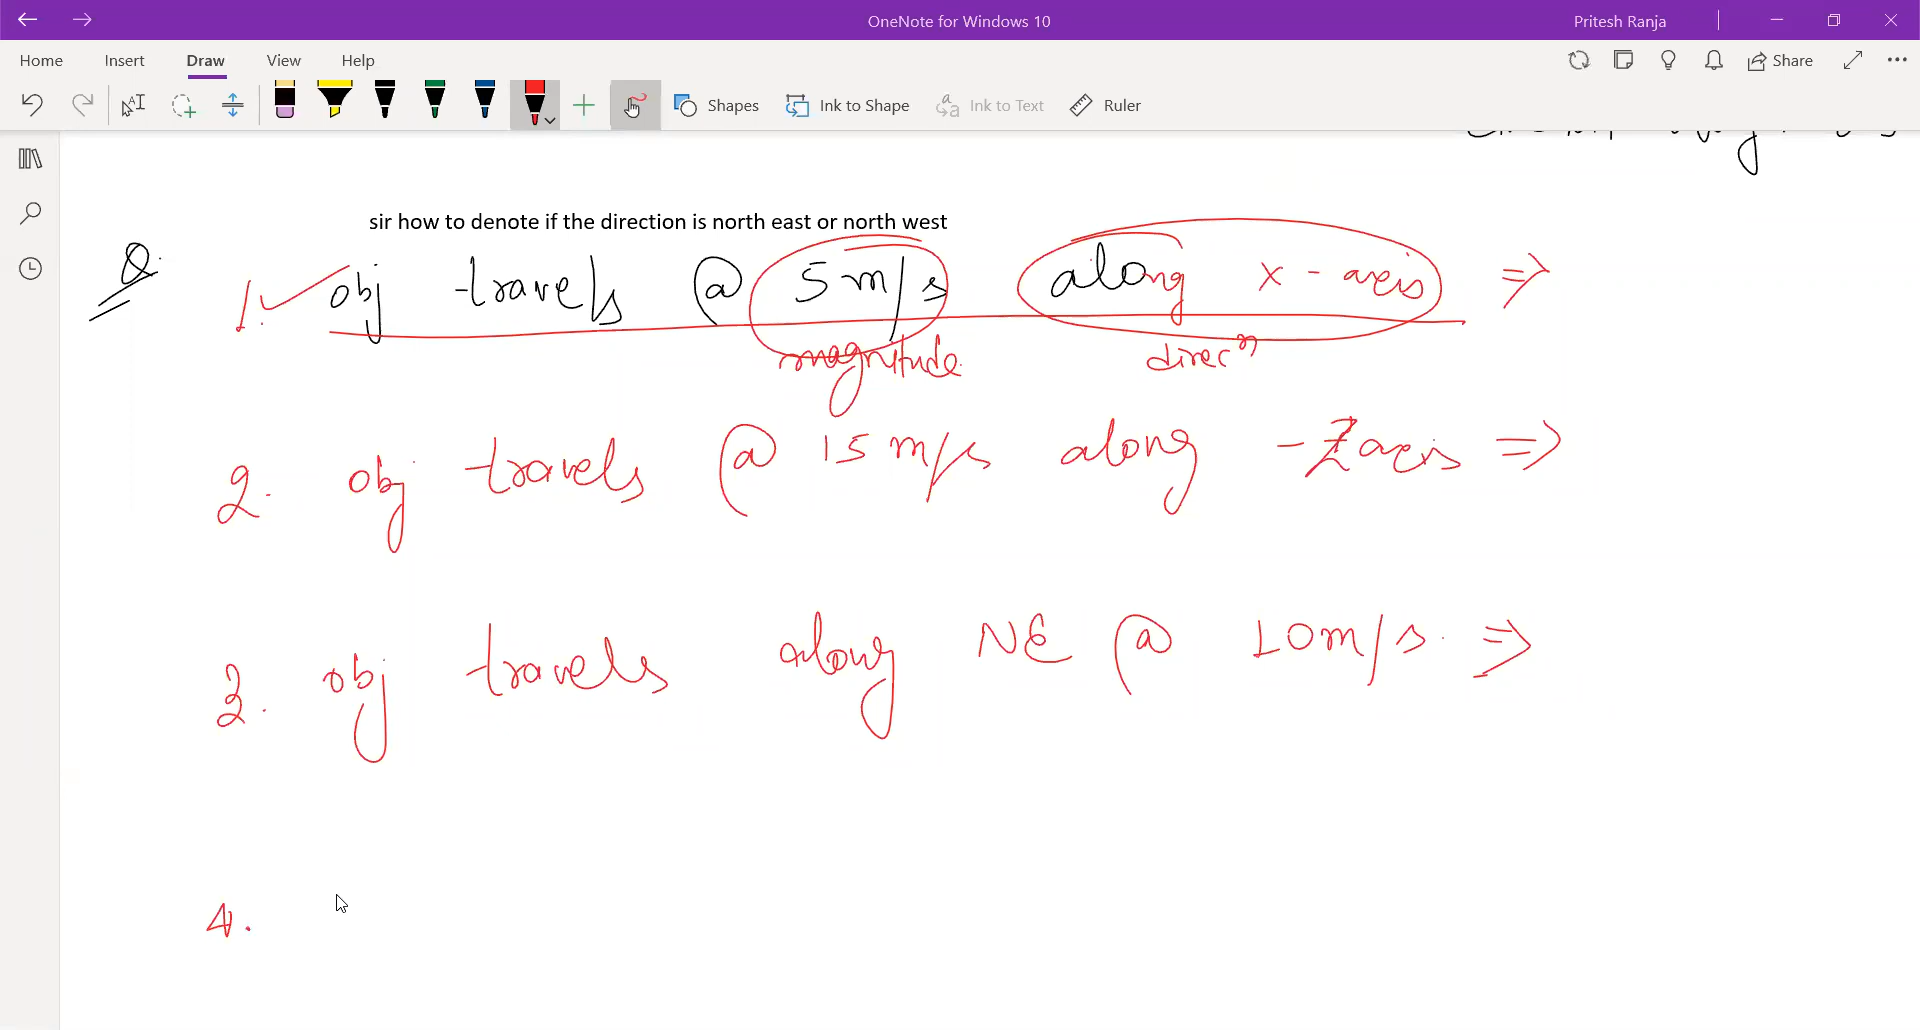 OneNote for Windows 10
Pritesh Ranja
Home Insert Draw View Help
Share
Shapes Ink to Shape Ink to Text Ruler
sir how to denote if the direction is north east or north west
Q.
1. obj travels @ 5 m/s along x - axis ⇒
magnitude direcⁿ
2. obj travels @ 15 m/s along - Z axis ⇒
3. obj travels along NE @ 10 m/s. ⇒
4.